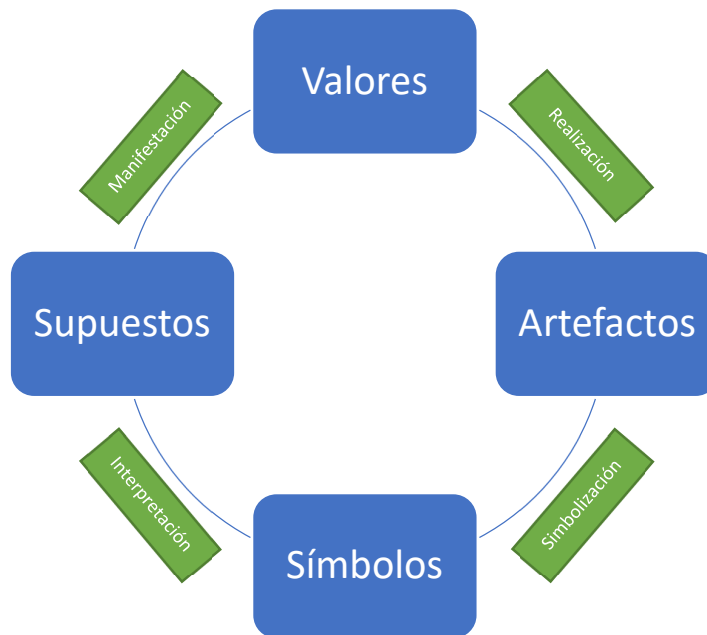 Valores
Manifestación
Realización
Supuestos
Artefactos
Interpretación
Simbolización
Símbolos